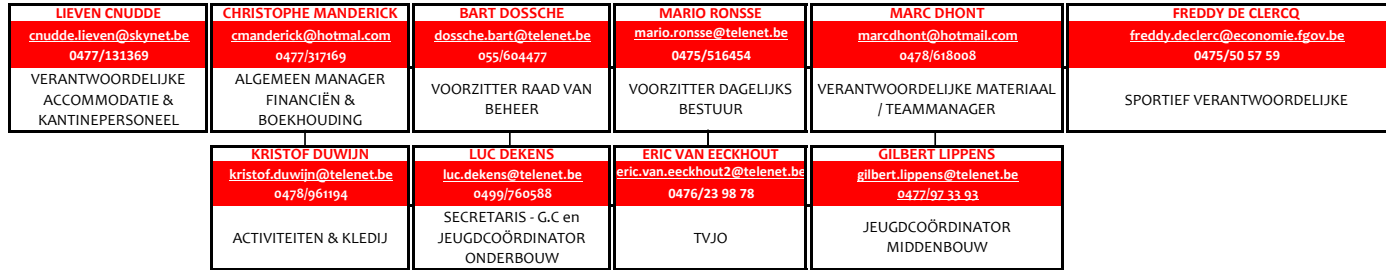 LIEVEN CNUDDE
cnudde.lieven@skynet.be
0477/131369
VERANTWOORDELIJKE
ACCOMMODATIE &
KANTINEPERSONEEL
CHRISTOPHE MANDERICK
cmanderick@hotmal.com
0477/317169
ALGEMEEN MANAGER
FINANCIËN &
BOEKHOUDING
BART DOSSCHE
dossche.bart@telenet.be
055/604477
VOORZITTER RAAD VAN
BEHEER
MARIO RONSSE
mario.ronsse@telenet.be
0475/516454
VOORZITTER DAGELIJKS
BESTUUR
MARC DHONT
marcdhont@hotmail.com
0478/618008
VERANTWOORDELIJKE MATERIAAL
/ TEAMMANAGER
FREDDY DE CLERCQ
freddy.declerc@economie.fgov.be
0475/50 57 59
SPORTIEF VERANTWOORDELIJKE
KRISTOF DUWIJN
kristof.duwijn@telenet.be
0478/961194
ACTIVITEITEN & KLEDIJ
LUC DEKENS
luc.dekens@telenet.be
0499/760588
SECRETARIS - G.C en
JEUGDCOÖRDINATOR
ONDERBOUW
ERIC VAN EECKHOUT
eric.van.eeckhout2@telenet.be
0476/23 98 78
TVJO
GILBERT LIPPENS
gilbert.lippens@telenet.be
0477/97 33 93
JEUGDCOÖRDINATOR
MIDDENBOUW